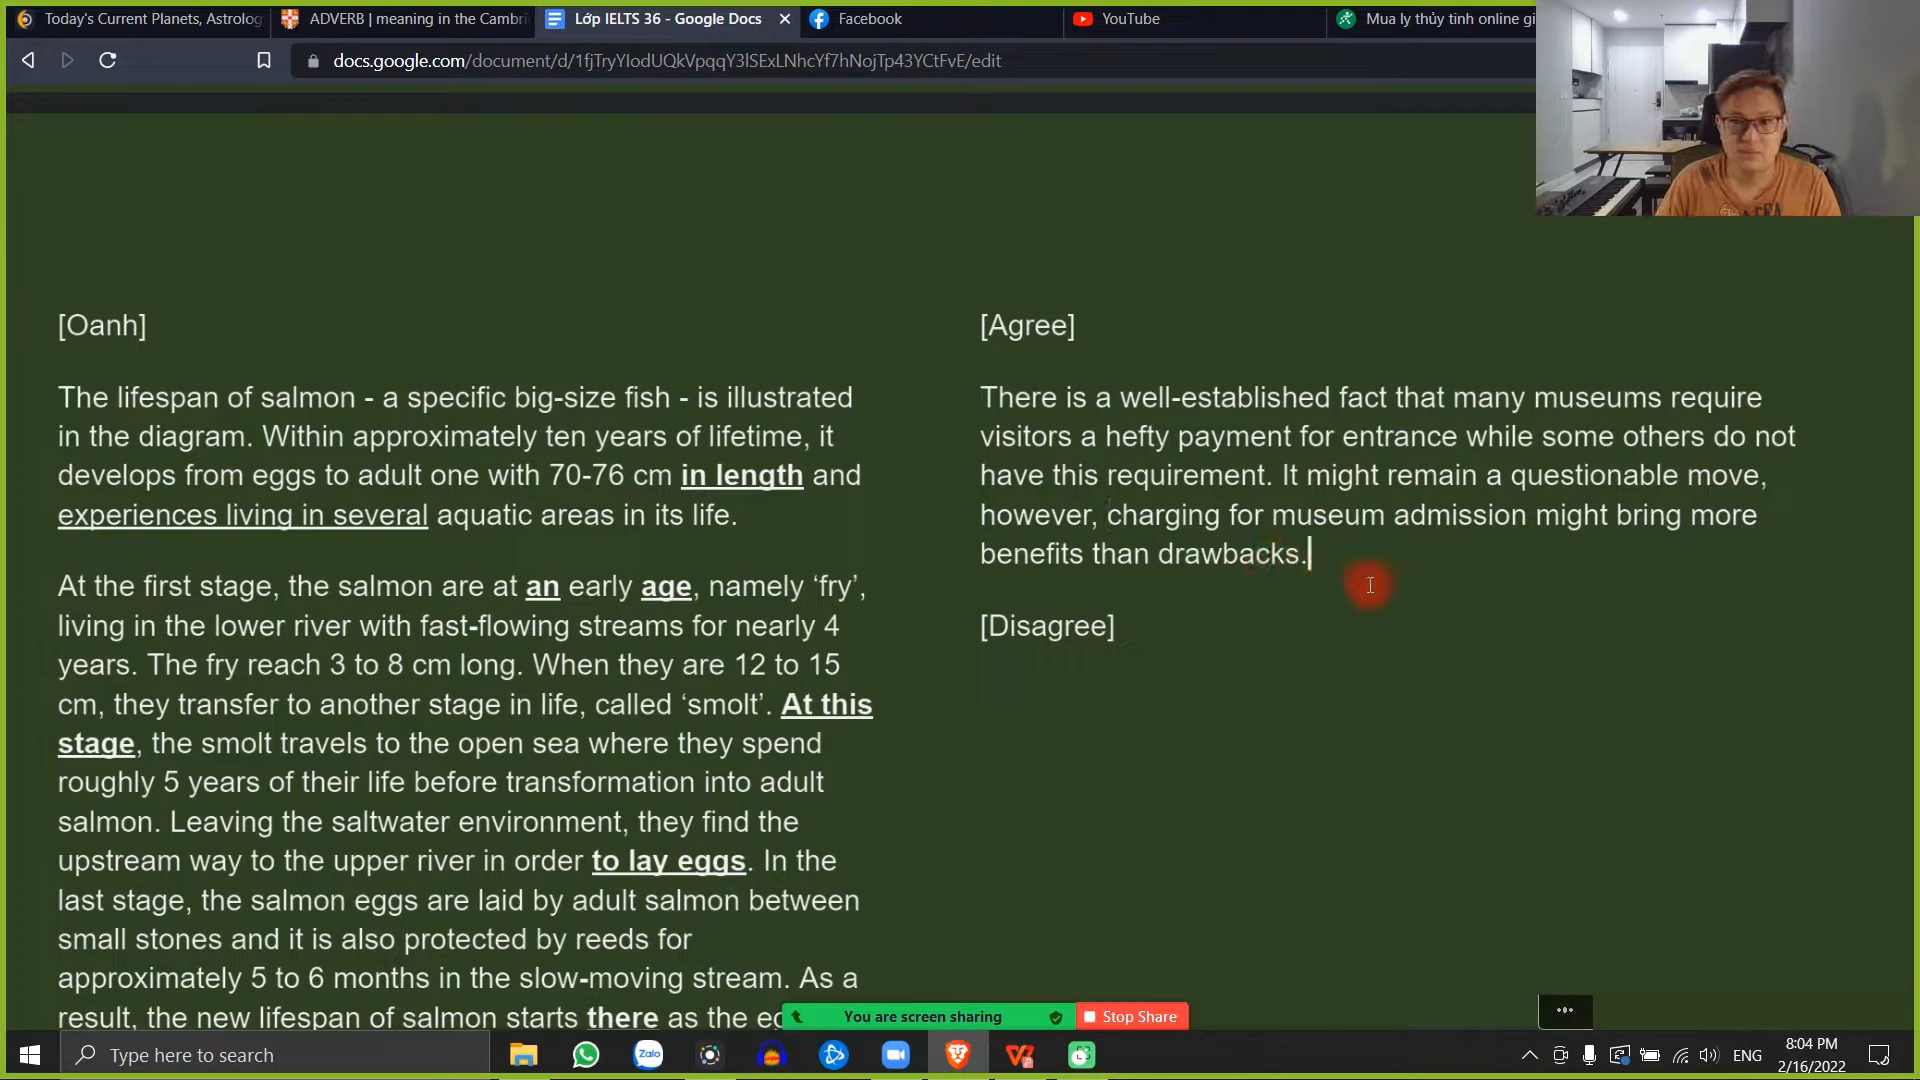 Today's Current Planets, Astrolog
ADVERB | meaning in the Cambri
Lớp IELTS 36 - Google Docs
Facebook
YouTube
Mua ly thủy tinh online gi
docs.google.com/document/d/1fjTryYIodUQkVpqqY3lSExLNhcYf7hNojTp43YCtFvE/edit
[Oanh]
The lifespan of salmon - a specific big-size fish - is illustrated
in the diagram. Within approximately ten years of lifetime, it
develops from eggs to adult one with 70-76 cm in length and
experiences living in several aquatic areas in its life.
At the first stage, the salmon are at an early age, namely ‘fry’,
living in the lower river with fast-flowing streams for nearly 4
years. The fry reach 3 to 8 cm long. When they are 12 to 15
cm, they transfer to another stage in life, called ‘smolt’. At this
stage, the smolt travels to the open sea where they spend
roughly 5 years of their life before transformation into adult
salmon. Leaving the saltwater environment, they find the
upstream way to the upper river in order to lay eggs. In the
last stage, the salmon eggs are laid by adult salmon between
small stones and it is also protected by reeds for
approximately 5 to 6 months in the slow-moving stream. As a
result, the new lifespan of salmon starts there as the
[Agree]
There is a well-established fact that many museums require
visitors a hefty payment for entrance while some others do not
have this requirement. It might remain a questionable move,
however, charging for museum admission might bring more
benefits than drawbacks.
[Disagree]
You are screen sharing
Stop Share
Type here to search
Zalo
ENG
8:04 PM
2/16/2022